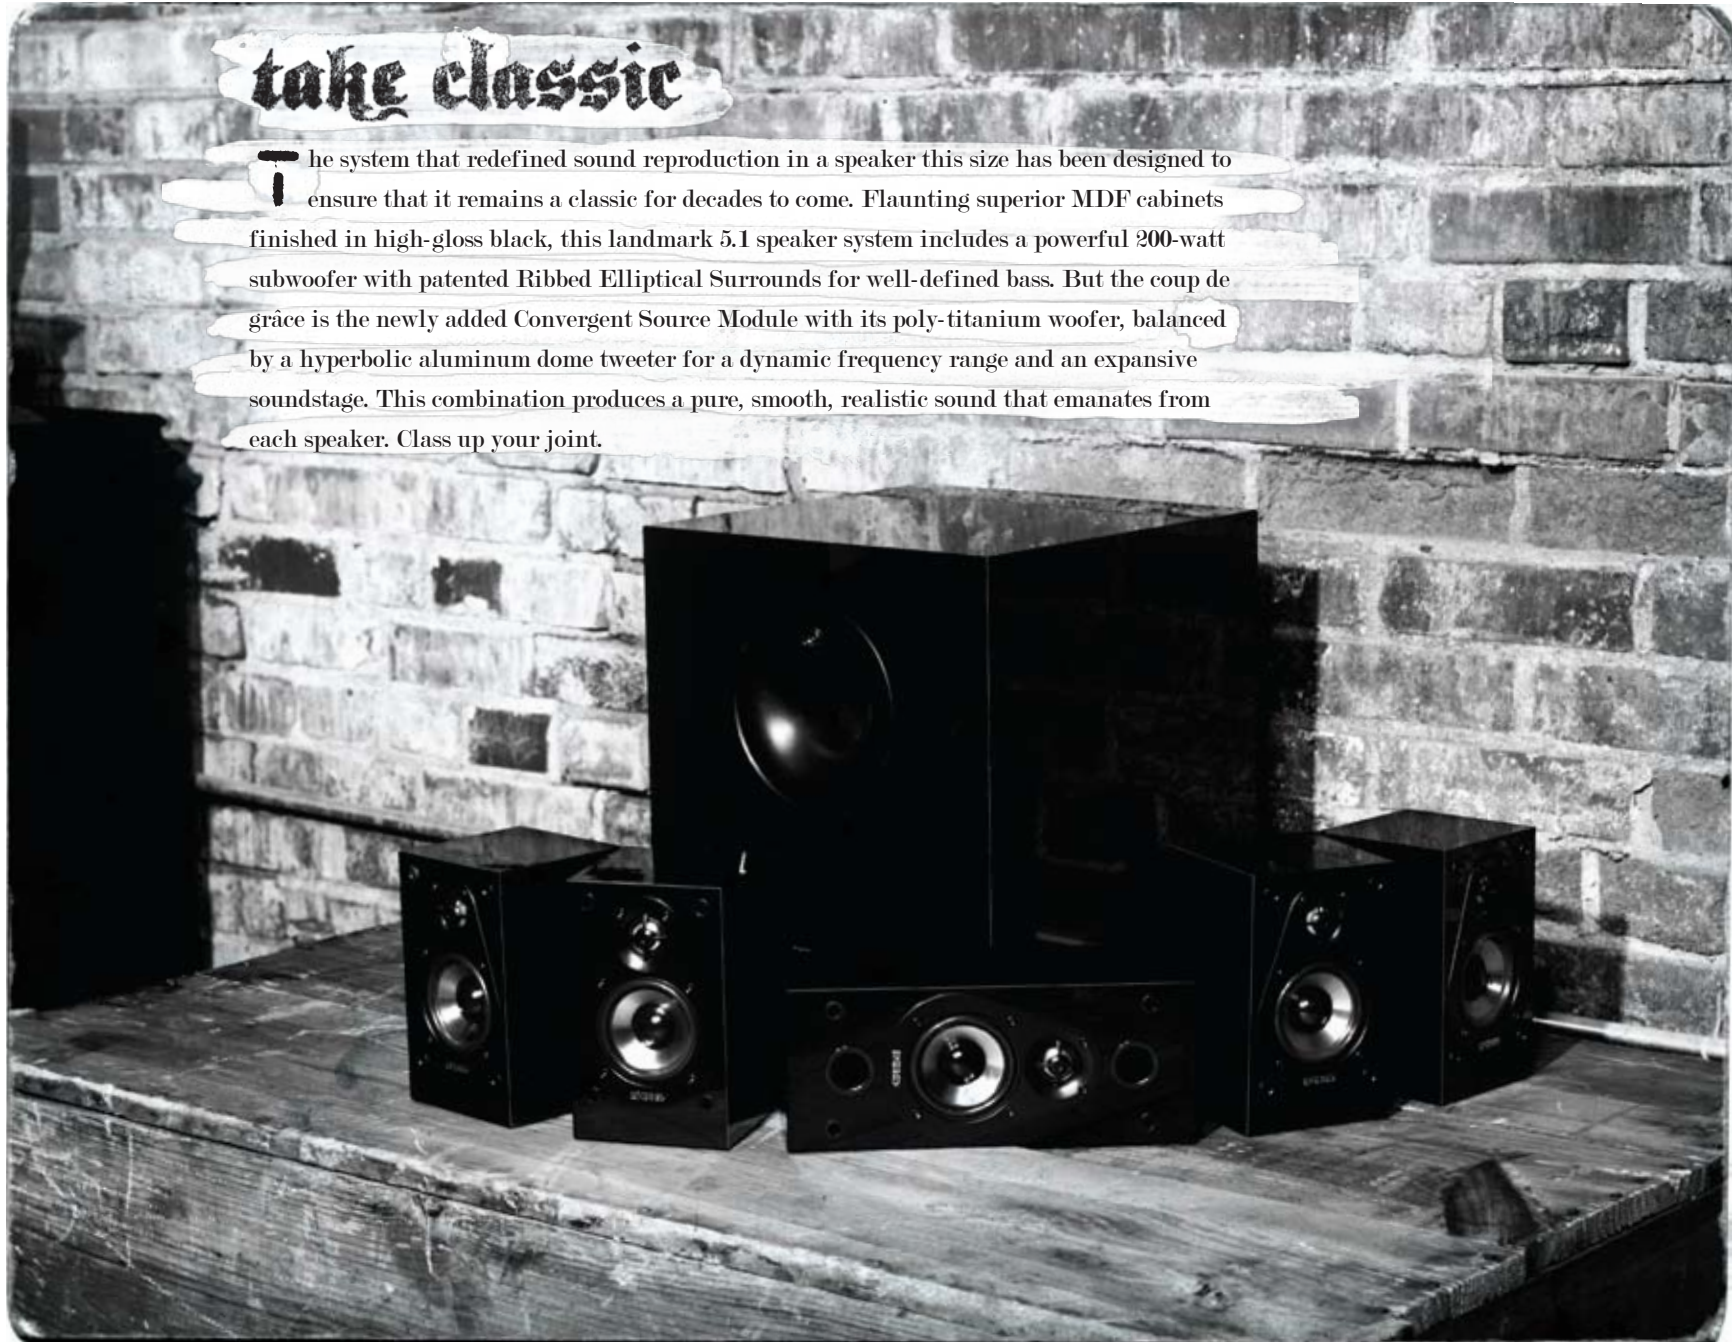 take classic
The system that redefined sound reproduction in a speaker this size has been designed to
ensure that it remains a classic for decades to come. Flaunting superior MDF cabinets
finished in high-gloss black, this landmark 5.1 speaker system includes a powerful 200-watt
subwoofer with patented Ribbed Elliptical Surrounds for well-defined bass. But the coup de
grâce is the newly added Convergent Source Module with its poly-titanium woofer, balanced
by a hyperbolic aluminum dome tweeter for a dynamic frequency range and an expansive
soundstage. This combination produces a pure, smooth, realistic sound that emanates from
each speaker. Class up your joint.